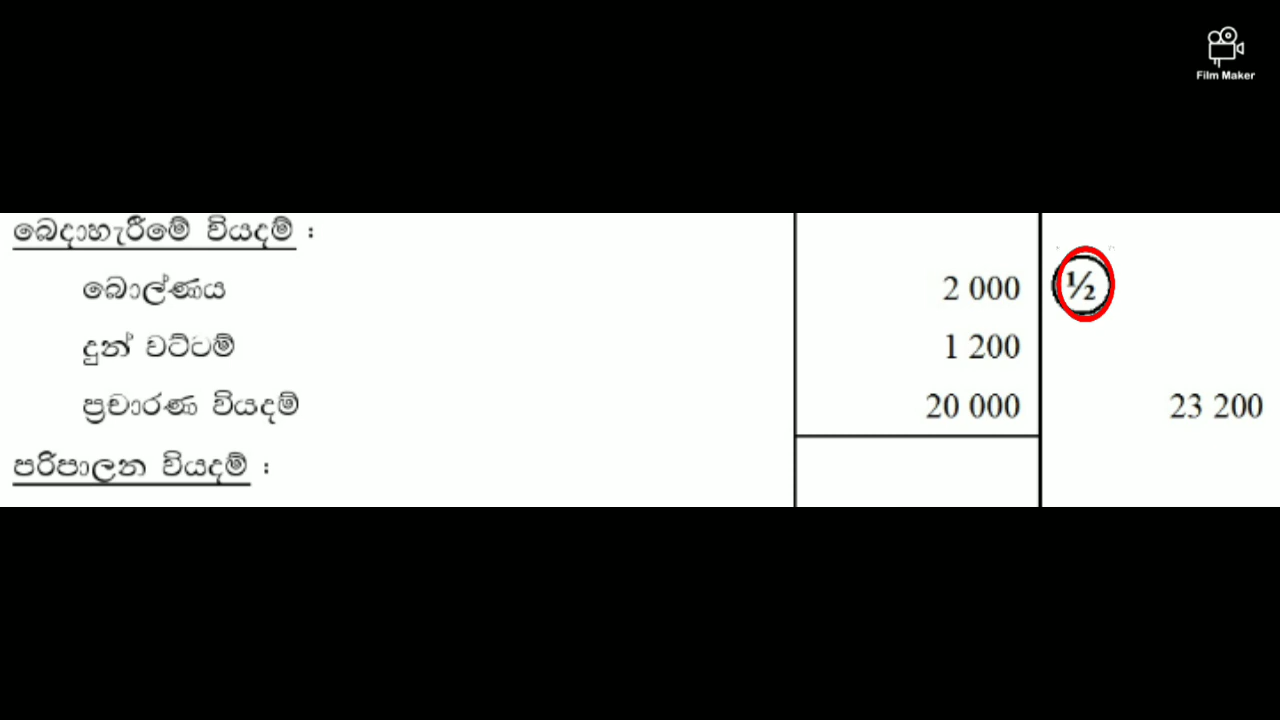 Film Maker
බෙදාහැරීමේ වියදම් :
බොල්ණය 2 000 ½
දුන් වට්ටම් 1 200
ප්‍රචාරණ වියදම් 20 000 23 200
පරිපාලන වියදම් :